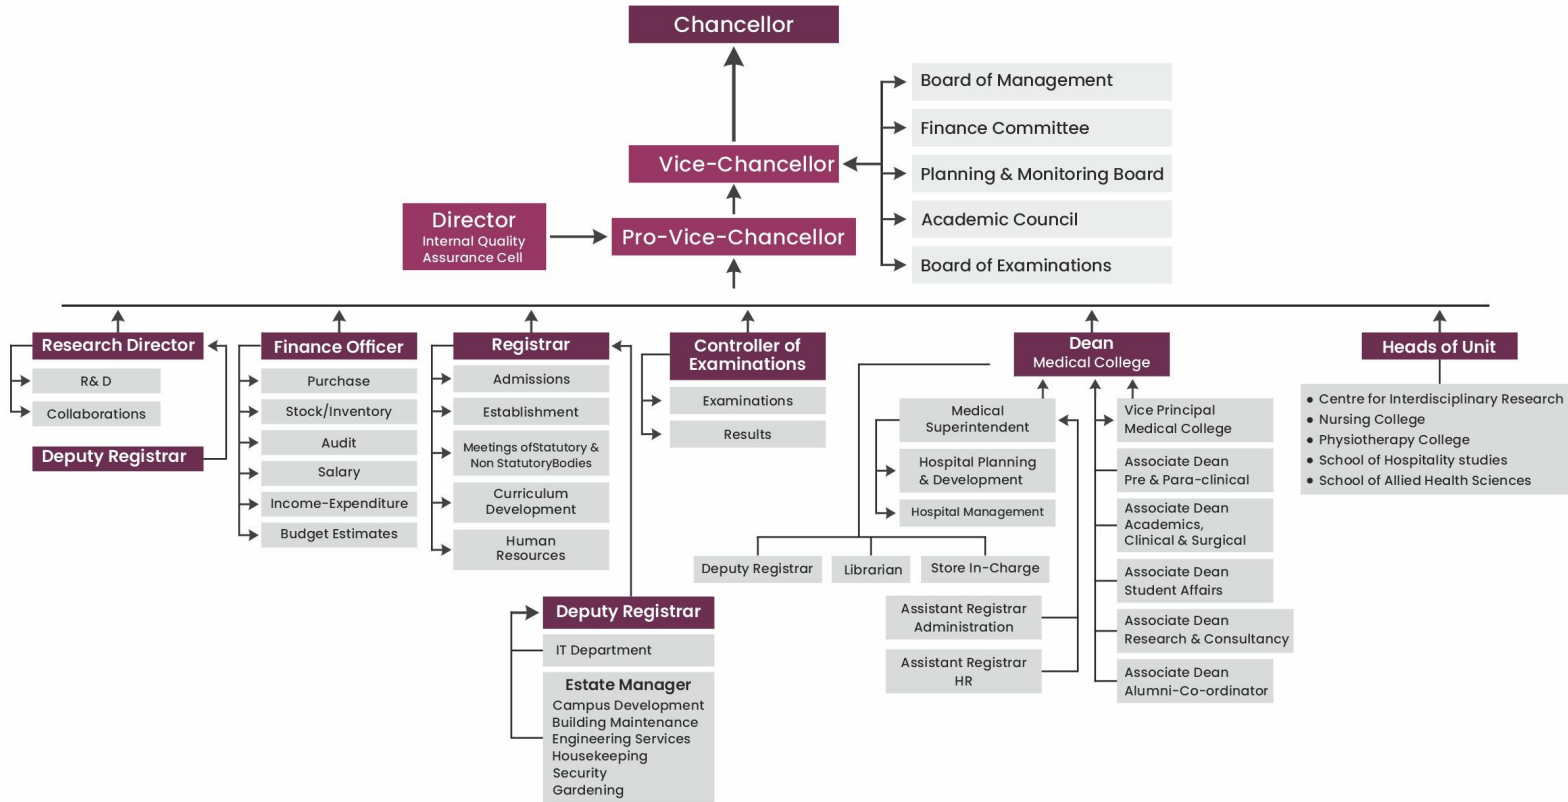 Chancellor
Board of Management
Finance Committee
Vice-Chancellor
Planning & Monitoring Board
Academic Council
Board of Examinations
Director
Internal Quality
Assurance Cell
Pro-Vice-Chancellor
Research Director
R& D
Collaborations
Deputy Registrar
Finance Officer
Purchase
Stock/Inventory
Audit
Salary
Income-Expenditure
Budget Estimates
Registrar
Admissions
Establishment
Meetings ofStatutory &
Non StatutoryBodies
Curriculum
Development
Human
Resources
Deputy Registrar
IT Department
Estate Manager
Campus Development
Building Maintenance
Engineering Services
Housekeeping
Security
Gardening
Controller of
Examinations
Examinations
Results
Dean
Medical College
Medical
Superintendent
Hospital Planning
& Development
Hospital Management
Deputy Registrar
Librarian
Store In-Charge
Assistant Registrar
Administration
Assistant Registrar
HR
Vice Principal
Medical College
Associate Dean
Pre & Para-clinical
Associate Dean
Academics,
Clinical & Surgical
Associate Dean
Student Affairs
Associate Dean
Research & Consultancy
Associate Dean
Alumni-Co-ordinator
Heads of Unit
• Centre for Interdisciplinary Research
• Nursing College
• Physiotherapy College
• School of Hospitality studies
• School of Allied Health Sciences